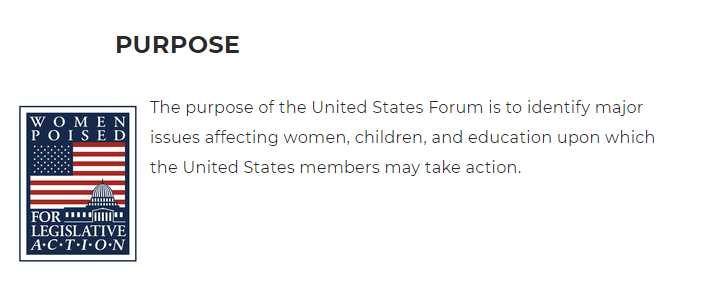 PURPOSE
WOMEN
POISED
FOR
LEGISLATIVE
A·C·T·I·O·N
The purpose of the United States Forum is to identify major
issues affecting women, children, and education upon which
the United States members may take action.